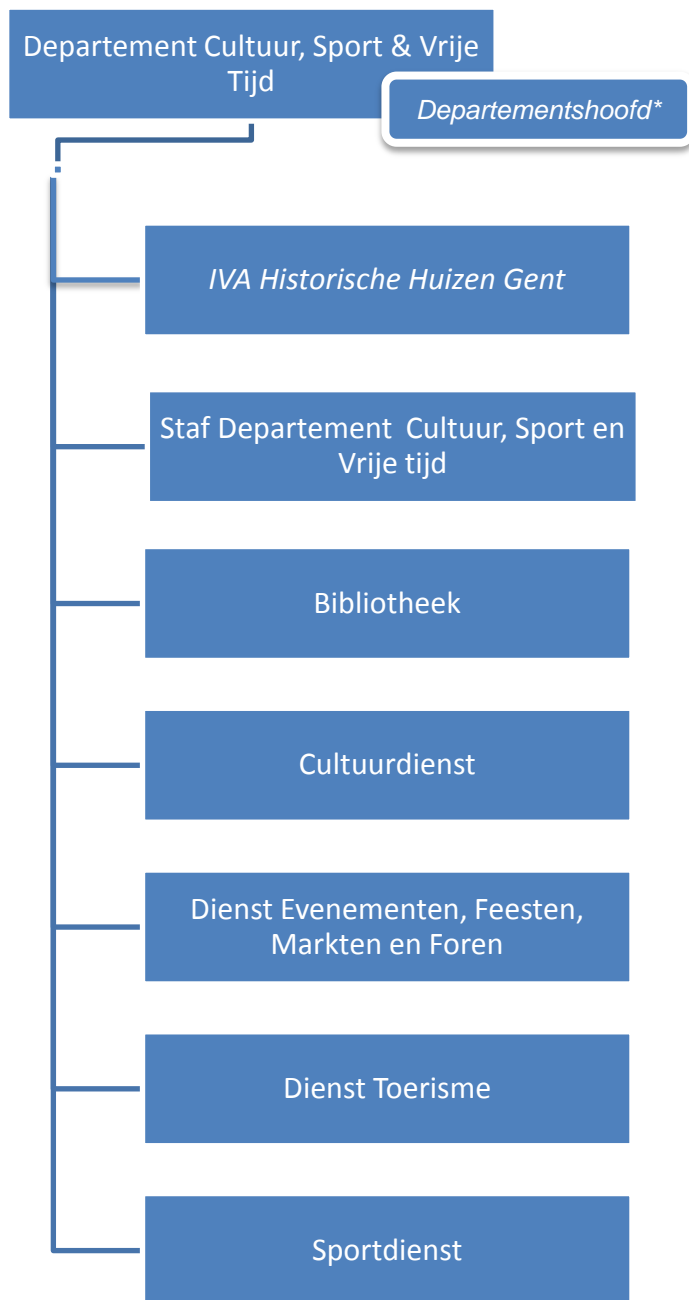 Departement Cultuur, Sport & Vrije
Tijd
Departementshoofd*
IVA Historische Huizen Gent
Staf Departement Cultuur, Sport en
Vrije tijd
Bibliotheek
Cultuurdienst
Dienst Evenementen, Feesten,
Markten en Foren
Dienst Toerisme
Sportdienst